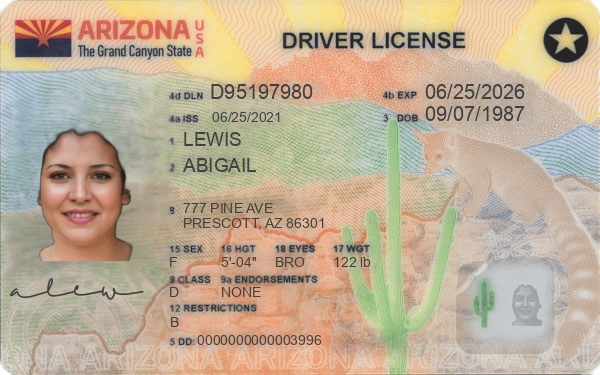 ARIZONA USA
The Grand Canyon State
DRIVER LICENSE
4d DLN D95197980 4b EXP 06/25/2026
4a ISS 06/25/2021 3 DOB 09/07/1987
1 LEWIS
2 ABIGAIL
8 777 PINE AVE
PRESCOTT, AZ 86301
15 SEX 16 HGT 18 EYES 17 WGT
F 5'-04" BRO 122 lb
9 CLASS 9a ENDORSEMENTS
D NONE
12 RESTRICTIONS
B
5 DD: 0000000000003996
alew
ARIZONA ARIZONA ARIZONA ARIZONA